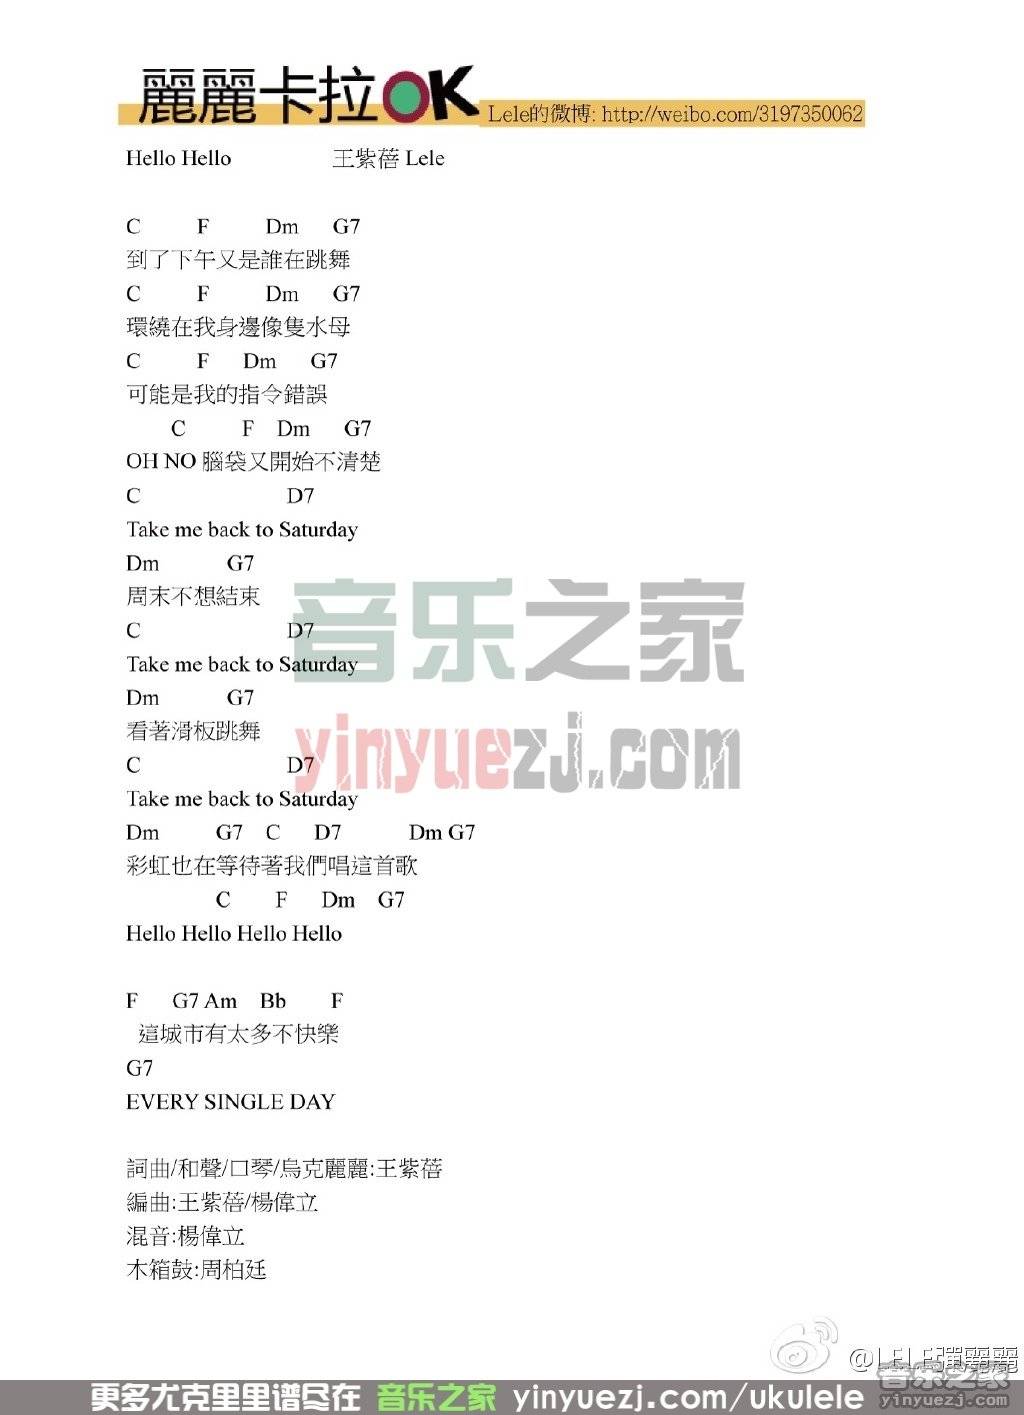 麗麗卡拉OK Lele的微博: http://weibo.com/3197350062
Hello Hello 王紫蓓 Lele
C F Dm G7
到了下午又是誰在跳舞
C F Dm G7
環繞在我身邊像隻水母
C F Dm G7
可能是我的指令錯誤
C F Dm G7
OH NO 腦袋又開始不清楚
C D7
Take me back to Saturday
Dm G7
周末不想結束
C D7
Take me back to Saturday
Dm G7
看著滑板跳舞
C D7
Take me back to Saturday
Dm G7 C D7 Dm G7
彩虹也在等待著我們唱這首歌
C F Dm G7
Hello Hello Hello Hello
F G7 Am Bb F
這城市有太多不快樂
G7
EVERY SINGLE DAY
詞曲/和聲/口琴/烏克麗麗:王紫蓓
編曲:王紫蓓/楊偉立
混音:楊偉立
木箱鼓:周柏廷
音乐之家
yinyuezj.com
@LELE彈麗麗
音乐之家
yinyuezj.com
更多尤克里里谱尽在 音乐之家 yinyuezj.com/ukulele